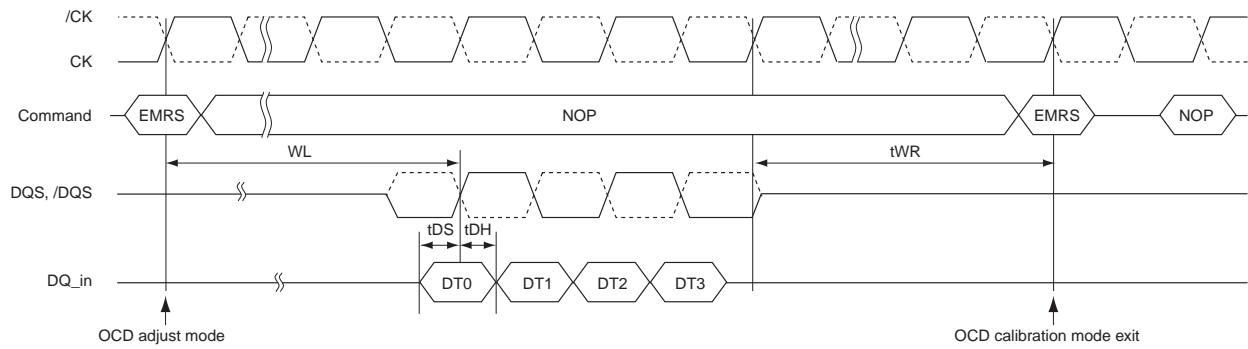 /CK
CK
Command
EMRS
NOP
EMRS
NOP
WL
tWR
DQS, /DQS
tDS
tDH
DQ_in
DT0
DT1
DT2
DT3
OCD adjust mode
OCD calibration mode exit